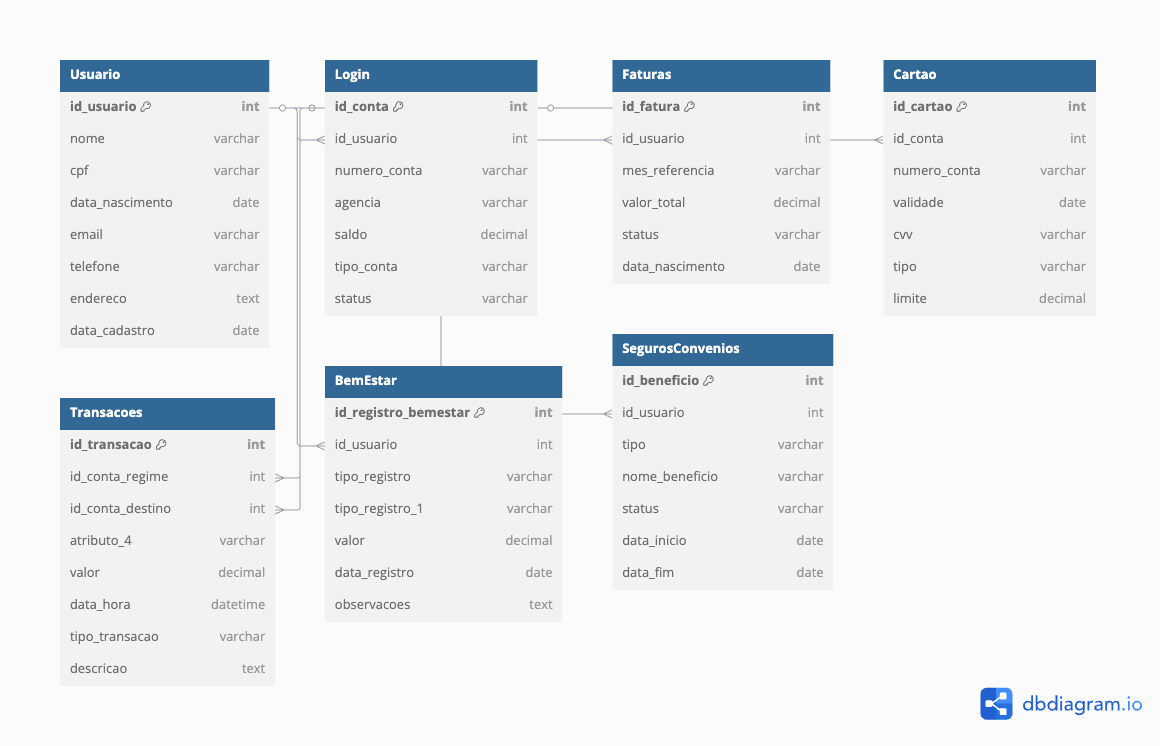 Usuario
id_usuario int
nome varchar
cpf varchar
data_nascimento date
email varchar
telefone varchar
endereco text
data_cadastro date
Login
id_conta int
id_usuario int
numero_conta varchar
agencia varchar
saldo decimal
tipo_conta varchar
status varchar
Faturas
id_fatura int
id_usuario int
mes_referencia varchar
valor_total decimal
status varchar
data_nascimento date
Cartao
id_cartao int
id_conta int
numero_conta varchar
validade date
cvv varchar
tipo varchar
limite decimal
Transacoes
id_transacao int
id_conta_regime int
id_conta_destino int
atributo_4 varchar
valor decimal
data_hora datetime
tipo_transacao varchar
descricao text
BemEstar
id_registro_bemestar int
id_usuario int
tipo_registro varchar
tipo_registro_1 varchar
valor decimal
data_registro date
observacoes text
SegurosConvenios
id_beneficio int
id_usuario int
tipo varchar
nome_beneficio varchar
status varchar
data_inicio date
data_fim date
dbdiagram.io